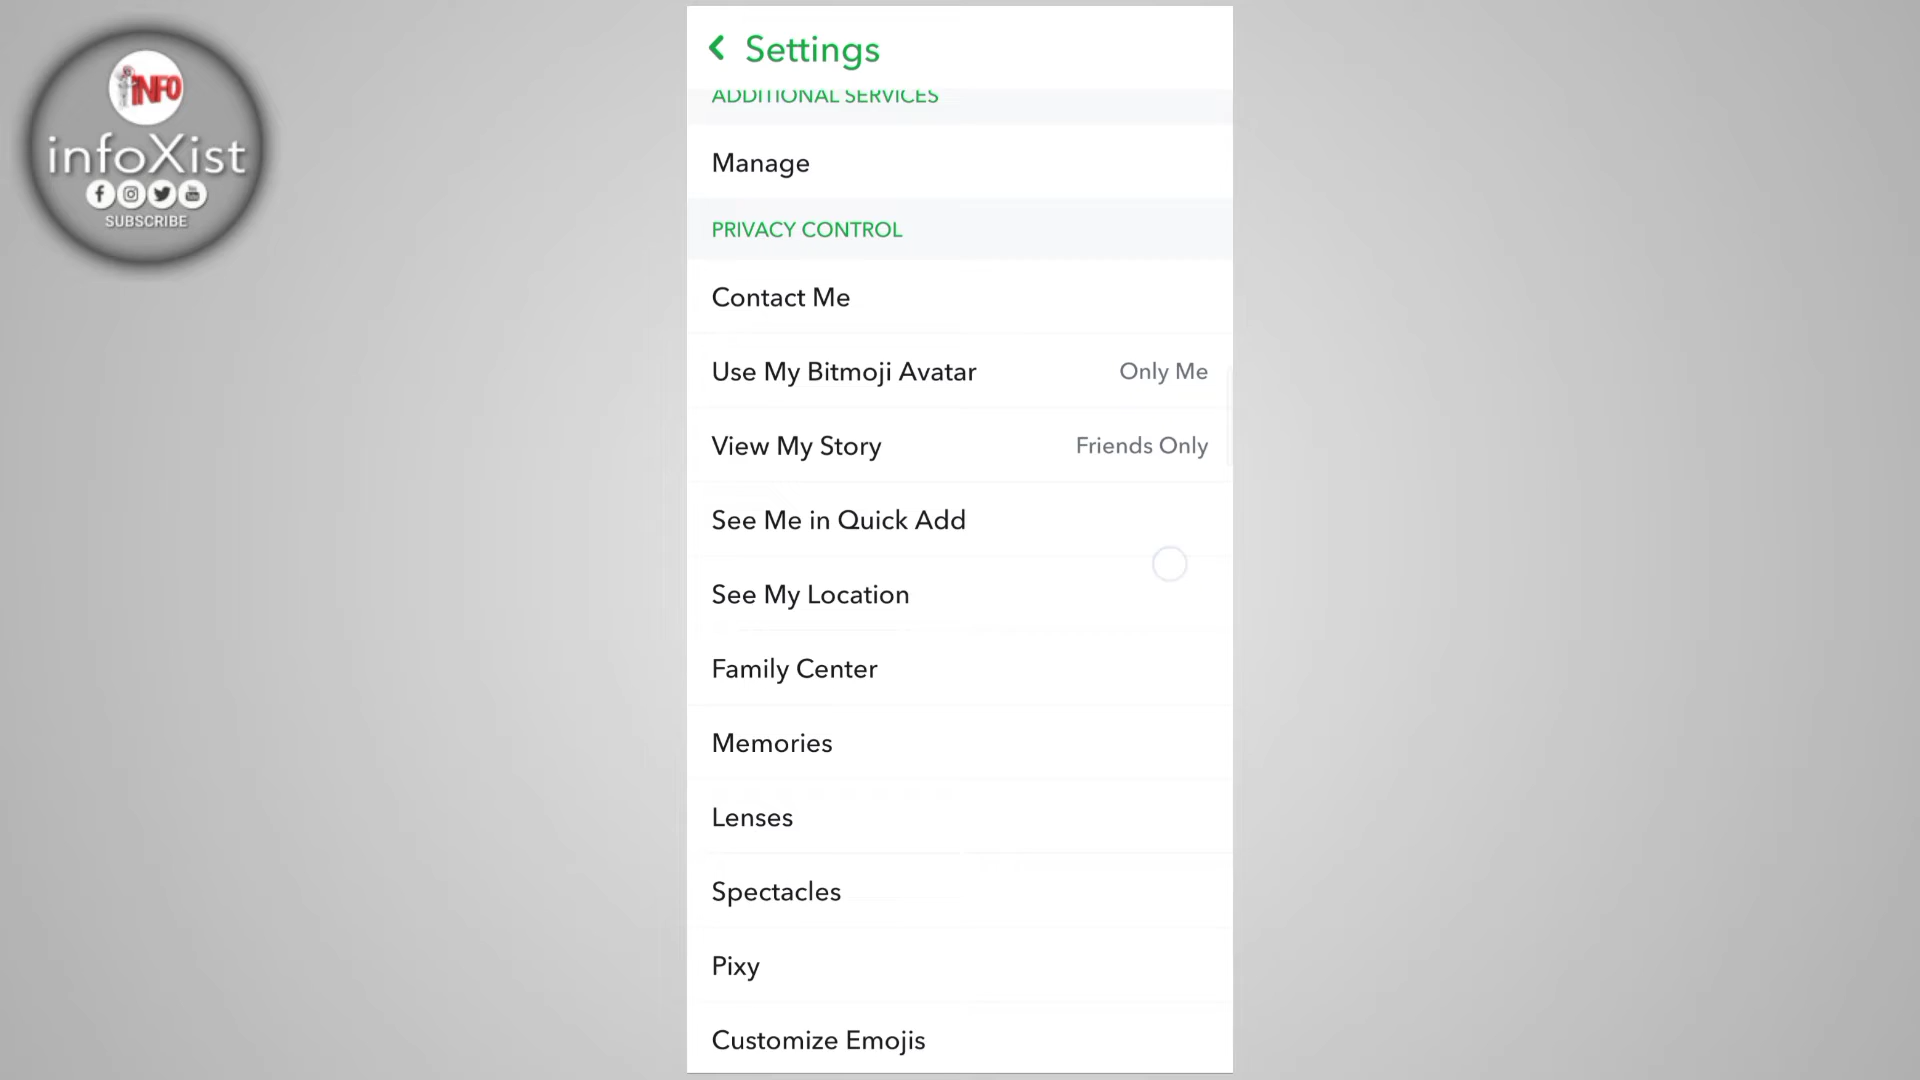 INFO
infoXist
SUBSCRIBE
Settings
ADDITIONAL SERVICES
Manage
PRIVACY CONTROL
Contact Me
Use My Bitmoji Avatar Only Me
View My Story Friends Only
See Me in Quick Add
See My Location
Family Center
Memories
Lenses
Spectacles
Pixy
Customize Emojis